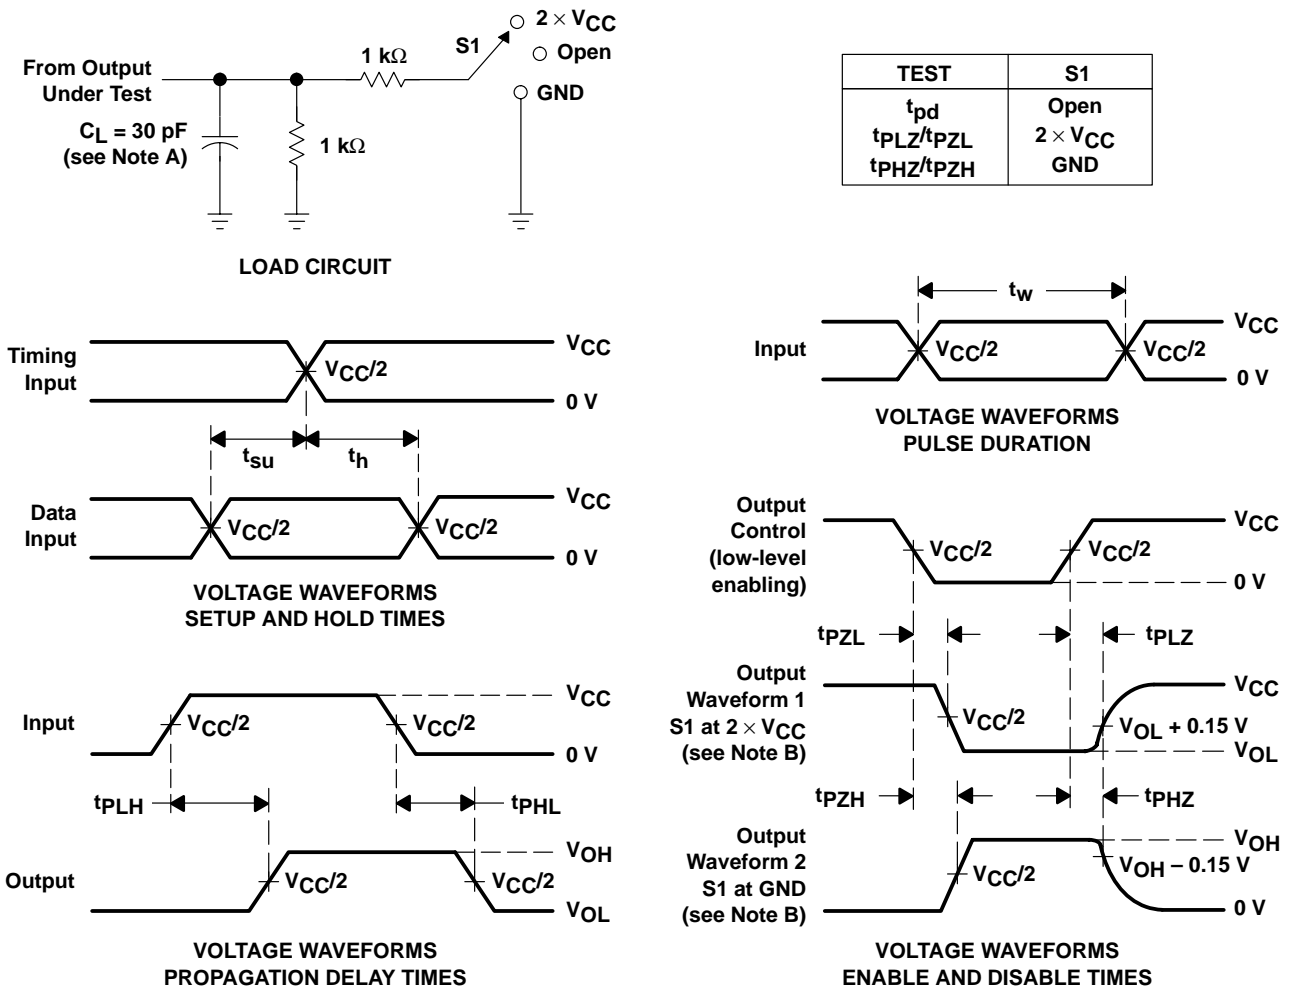 2 × VCC
S1
Open
1 kΩ
From Output
Under Test
GND
CL = 30 pF
(see Note A)
1 kΩ
LOAD CIRCUIT
TEST S1
tpd Open
tPLZ/tPZL 2 × VCC
tPHZ/tPZH GND
tw
VCC
Input
VCC/2
VCC/2
0 V
VOLTAGE WAVEFORMS
PULSE DURATION
Timing
Input
VCC
VCC/2
0 V
tsu
th
Data
Input
VCC
VCC/2
VCC/2
0 V
VOLTAGE WAVEFORMS
SETUP AND HOLD TIMES
Input
VCC
VCC/2
VCC/2
0 V
tPLH
tPHL
Output
VOH
VCC/2
VCC/2
VOL
VOLTAGE WAVEFORMS
PROPAGATION DELAY TIMES
Output
Control
(low-level
enabling)
VCC
VCC/2
VCC/2
0 V
tPZL
tPLZ
Output
Waveform 1
S1 at 2 × VCC
(see Note B)
VCC
VCC/2
VOL + 0.15 V
VOL
tPZH
tPHZ
Output
Waveform 2
S1 at GND
(see Note B)
VOH
VCC/2
VOH − 0.15 V
0 V
VOLTAGE WAVEFORMS
ENABLE AND DISABLE TIMES